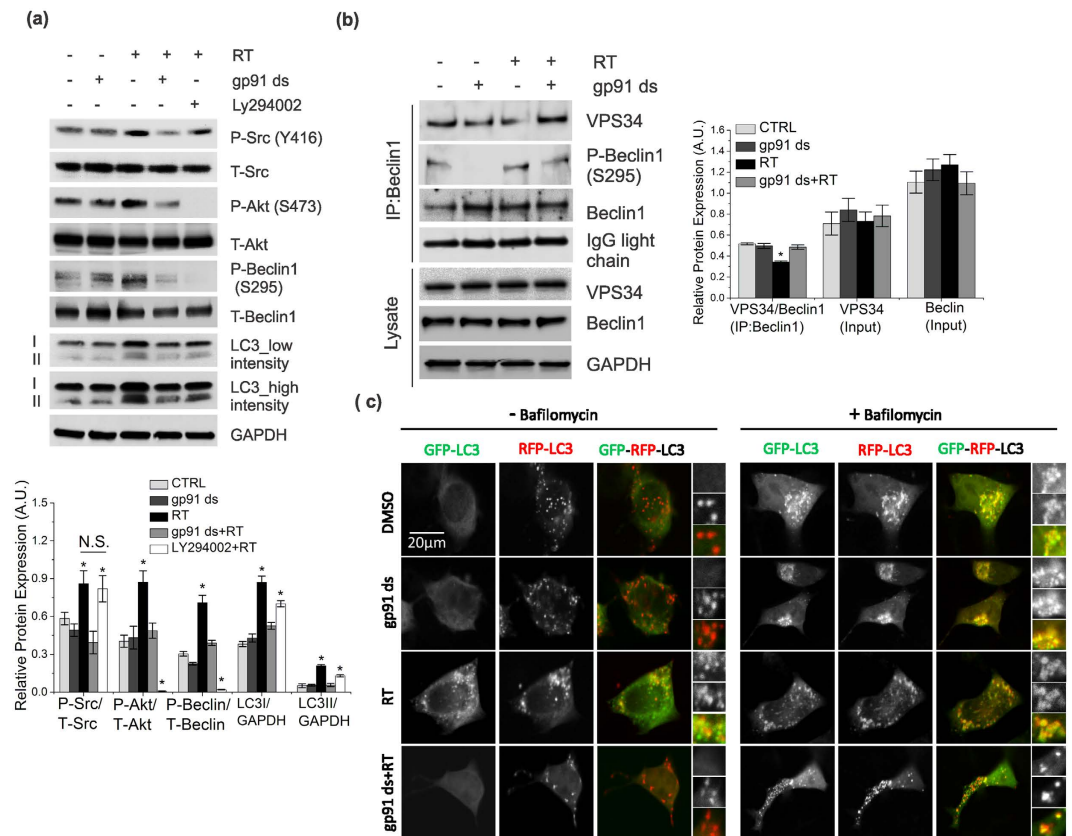 (a)
- - + + + RT
- + - + - gp91 ds
- - - - + Ly294002
P-Src (Y416)
T-Src
P-Akt (S473)
T-Akt
P-Beclin1
(S295)
T-Beclin1
I
II
LC3_low
intensity
I
II
LC3_high
intensity
GAPDH
Relative Protein Expression (A.U.)
1.5
1.2
0.9
0.6
0.3
0.0
CTRL
gp91 ds
RT
gp91 ds+RT
LY294002+RT
N.S.
* * * * * * * * *
P-Src/
T-Src
P-Akt/
T-Akt
P-Beclin/
T-Beclin
LC3I/
GAPDH
LC3II/
GAPDH
(b)
- - + + RT
- + - + gp91 ds
IP:Beclin1
VPS34
P-Beclin1
(S295)
Beclin1
IgG light
chain
Lysate
VPS34
Beclin1
GAPDH
Relative Protein Expression (A.U.)
1.6
1.4
1.2
1.0
0.8
0.6
0.4
0.2
0.0
CTRL
gp91 ds
RT
gp91 ds+RT
*
VPS34/Beclin1
(IP:Beclin1)
VPS34
(Input)
Beclin
(Input)
( c)
- Bafilomycin
+ Bafilomycin
GFP-LC3 RFP-LC3 GFP-RFP-LC3
GFP-LC3 RFP-LC3 GFP-RFP-LC3
DMSO
20μm
gp91 ds
RT
gp91 ds+RT